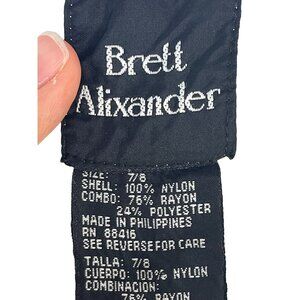 Brett
Alixander
SIZE: 7/8
SHELL: 100% NYLON
COMBO: 76% RAYON
24% POLYESTER
MADE IN PHILIPPINES
RN 88416
SEE REVERSE FOR CARE
TALLA: 7/8
CUERPO: 100% NYLON
COMBINACION:
76% RAYON